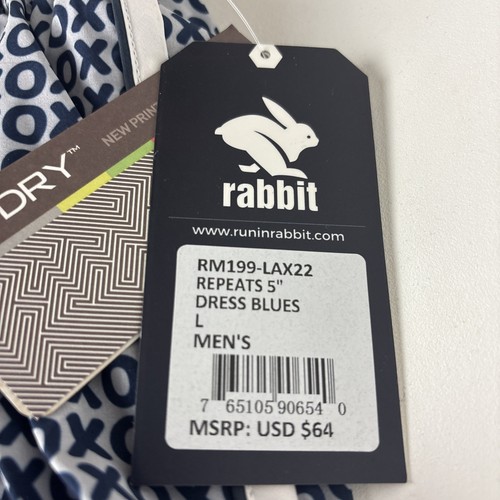 NEW PRINT
DRY™
rabbit
www.runinrabbit.com
RM199-LAX22
REPEATS 5"
DRESS BLUES
L
MEN'S
7 65105 90654 0
MSRP: USD $64